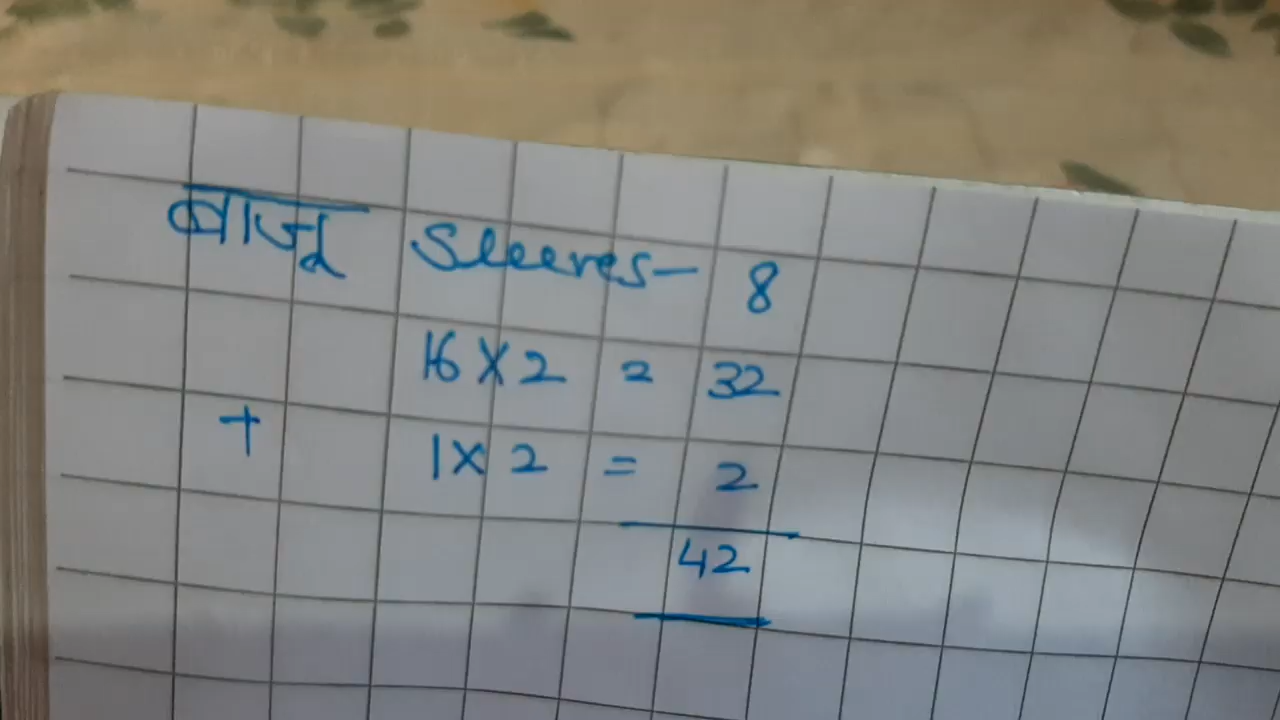 बाजू Sleeves- 8
16 X 2 = 32
+ 1 X 2 = 2
42